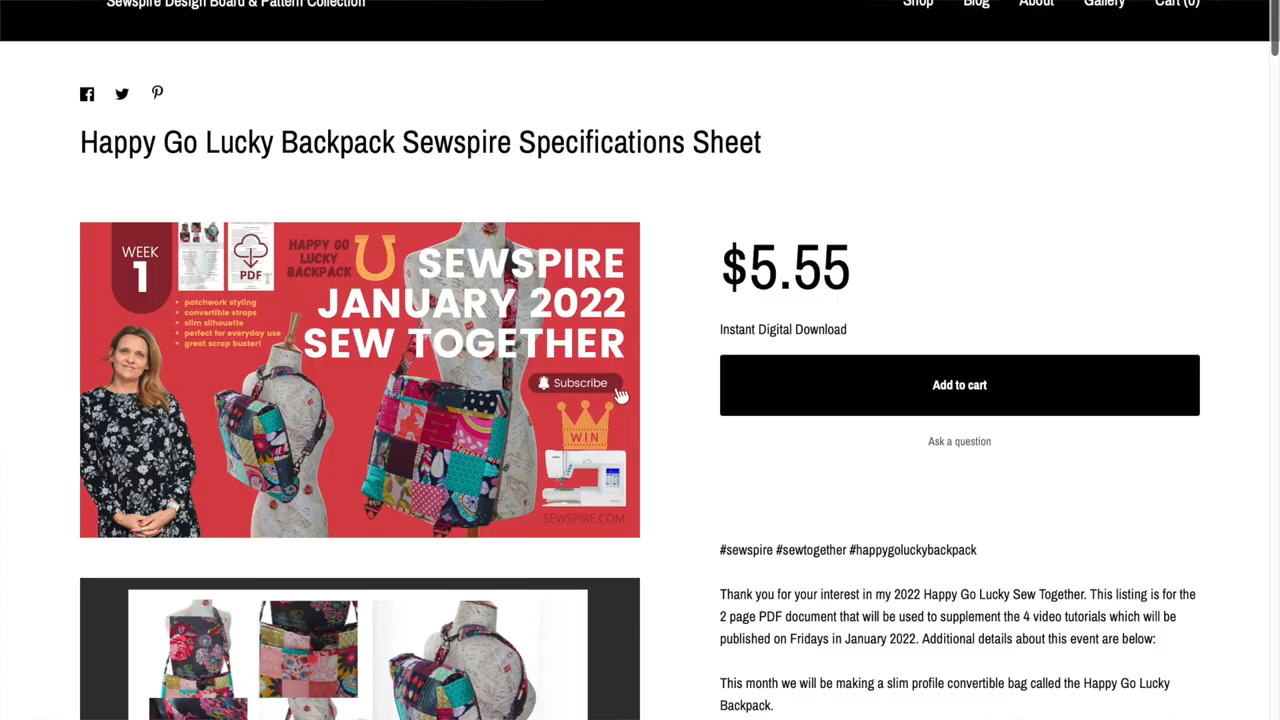 Sewspire Design Board & Pattern Collection
Shop Blog About Gallery Cart (0)
Happy Go Lucky Backpack Sewspire Specifications Sheet
WEEK
1
PDF
HAPPY GO
LUCKY
BACKPACK
SEWSPIRE
JANUARY 2022
SEW TOGETHER
• patchwork styling
• convertible straps
• slim silhouette
• perfect for everyday use
• great scrap buster!
Subscribe
WIN
SEWSPIRE.COM
$5.55
Instant Digital Download
Add to cart
Ask a question
#sewspire #sewtogether #happygoluckybackpack
Thank you for your interest in my 2022 Happy Go Lucky Sew Together. This listing is for the
2 page PDF document that will be used to supplement the 4 video tutorials which will be
published on Fridays in January 2022. Additional details about this event are below:
This month we will be making a slim profile convertible bag called the Happy Go Lucky
Backpack.